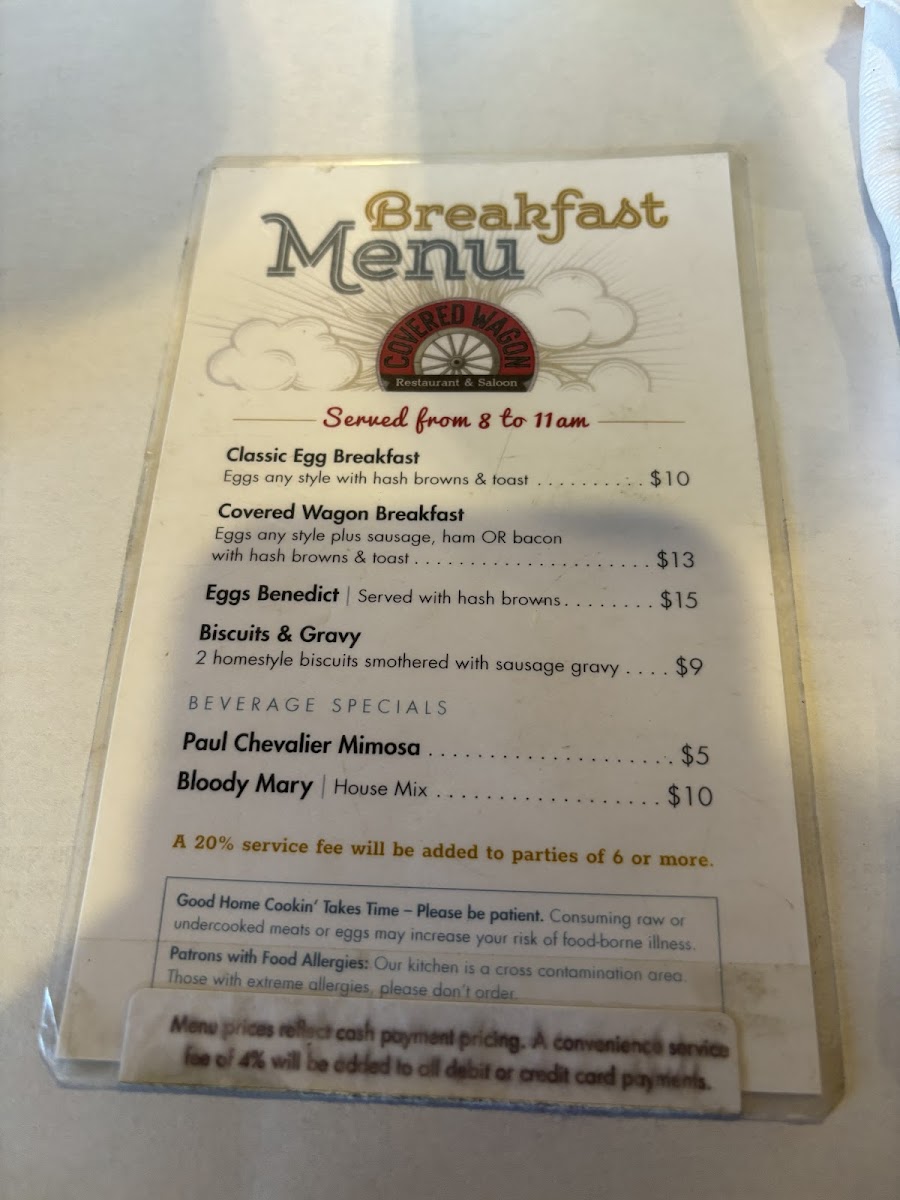 Breakfast
Menu
COVERED WAGON
Restaurant & Saloon
Served from 8 to 11am
Classic Egg Breakfast
Eggs any style with hash browns & toast . . . . . . . . . . $10
Covered Wagon Breakfast
Eggs any style plus sausage, ham OR bacon
with hash browns & toast . . . . . . . . . . . . . . . . . . . . . . $13
Eggs Benedict | Served with hash browns. . . . . . . . . $15
Biscuits & Gravy
2 homestyle biscuits smothered with sausage gravy . . . . $9
BEVERAGE SPECIALS
Paul Chevalier Mimosa . . . . . . . . . . . . . . . . . . . . $5
Bloody Mary | House Mix . . . . . . . . . . . . . . . . . . . $10
A 20% service fee will be added to parties of 6 or more.
Good Home Cookin' Takes Time – Please be patient. Consuming raw or
undercooked meats or eggs may increase your risk of food-borne illness.
Patrons with Food Allergies: Our kitchen is a cross contamination area.
Those with extreme allergies, please don't order.
Menu prices reflect cash payment pricing. A convenience service
fee of 4% will be added to all debit or credit card payments.